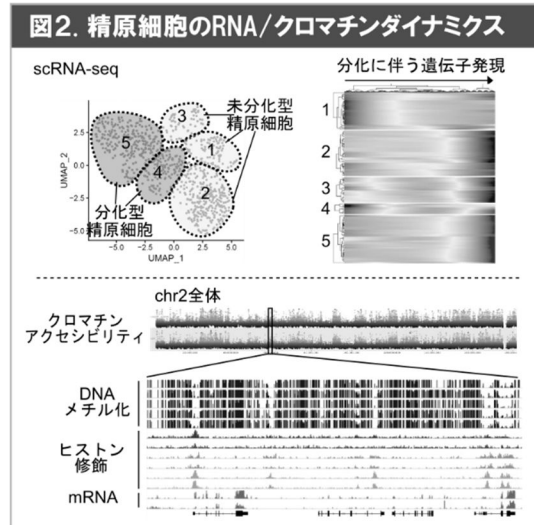 図2. 精原細胞のRNA/クロマチンダイナミクス
scRNA-seq
分化に伴う遺伝子発現
未分化型
精原細胞
分化型
精原細胞
1
2
3
4
5
UMAP_2
5.0
2.5
0.0
-2.5
-5.0
-5.0 -2.5 0.0 2.5 5.0
UMAP_1
1
2
3
4
5
chr2全体
クロマチン
アクセシビリティ
DNA
メチル化
ヒストン
修飾
mRNA